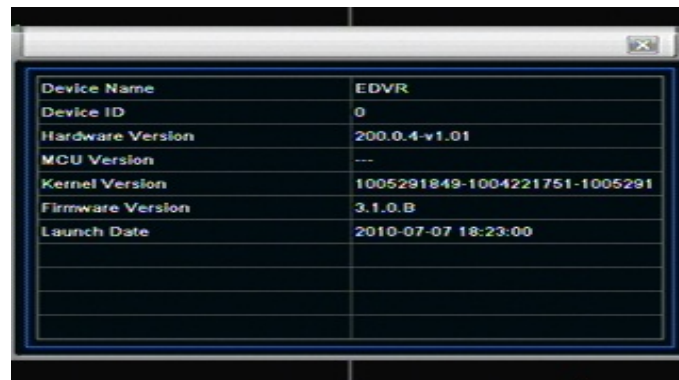 Device Name EDVR
Device ID 0
Hardware Version 200.0.4-v1.01
MCU Version ---
Kernel Version 1005291849-1004221751-1005291
Firmware Version 3.1.0.B
Launch Date 2010-07-07 18:23:00